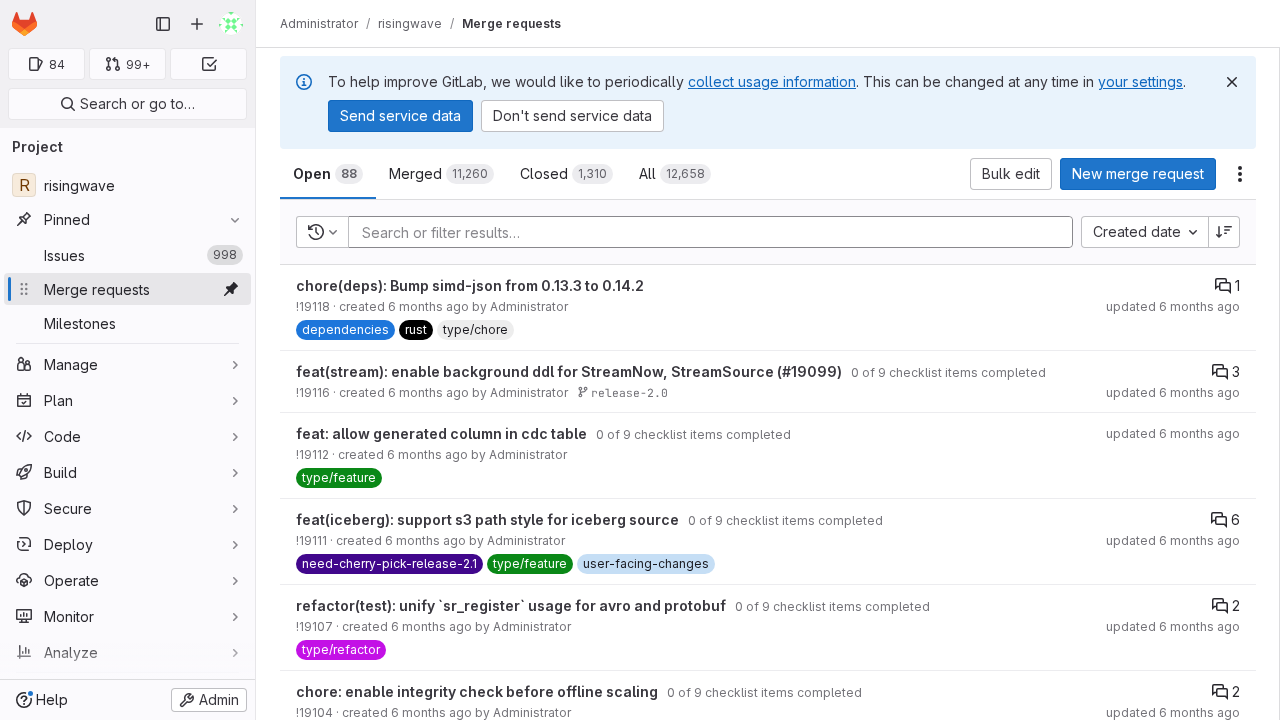 Administrator / risingwave / Merge requests
84
99+
Search or go to…
Project
R risingwave
Pinned
Issues 998
Merge requests
Milestones
Manage
Plan
Code
Build
Secure
Deploy
Operate
Monitor
Analyze
Help
Admin
To help improve GitLab, we would like to periodically collect usage information. This can be changed at any time in your settings.
Send service data
Don't send service data
Open 88
Merged 11,260
Closed 1,310
All 12,658
Bulk edit
New merge request
Search or filter results…
Created date
chore(deps): Bump simd-json from 0.13.3 to 0.14.2
1
!19118 · created 6 months ago by Administrator
updated 6 months ago
dependencies rust type/chore
feat(stream): enable background ddl for StreamNow, StreamSource (#19099) 0 of 9 checklist items completed
3
!19116 · created 6 months ago by Administrator release-2.0
updated 6 months ago
feat: allow generated column in cdc table 0 of 9 checklist items completed
updated 6 months ago
!19112 · created 6 months ago by Administrator
type/feature
feat(iceberg): support s3 path style for iceberg source 0 of 9 checklist items completed
6
!19111 · created 6 months ago by Administrator
updated 6 months ago
need-cherry-pick-release-2.1 type/feature user-facing-changes
refactor(test): unify `sr_register` usage for avro and protobuf 0 of 9 checklist items completed
2
!19107 · created 6 months ago by Administrator
updated 6 months ago
type/refactor
chore: enable integrity check before offline scaling 0 of 9 checklist items completed
2
!19104 · created 6 months ago by Administrator
updated 6 months ago